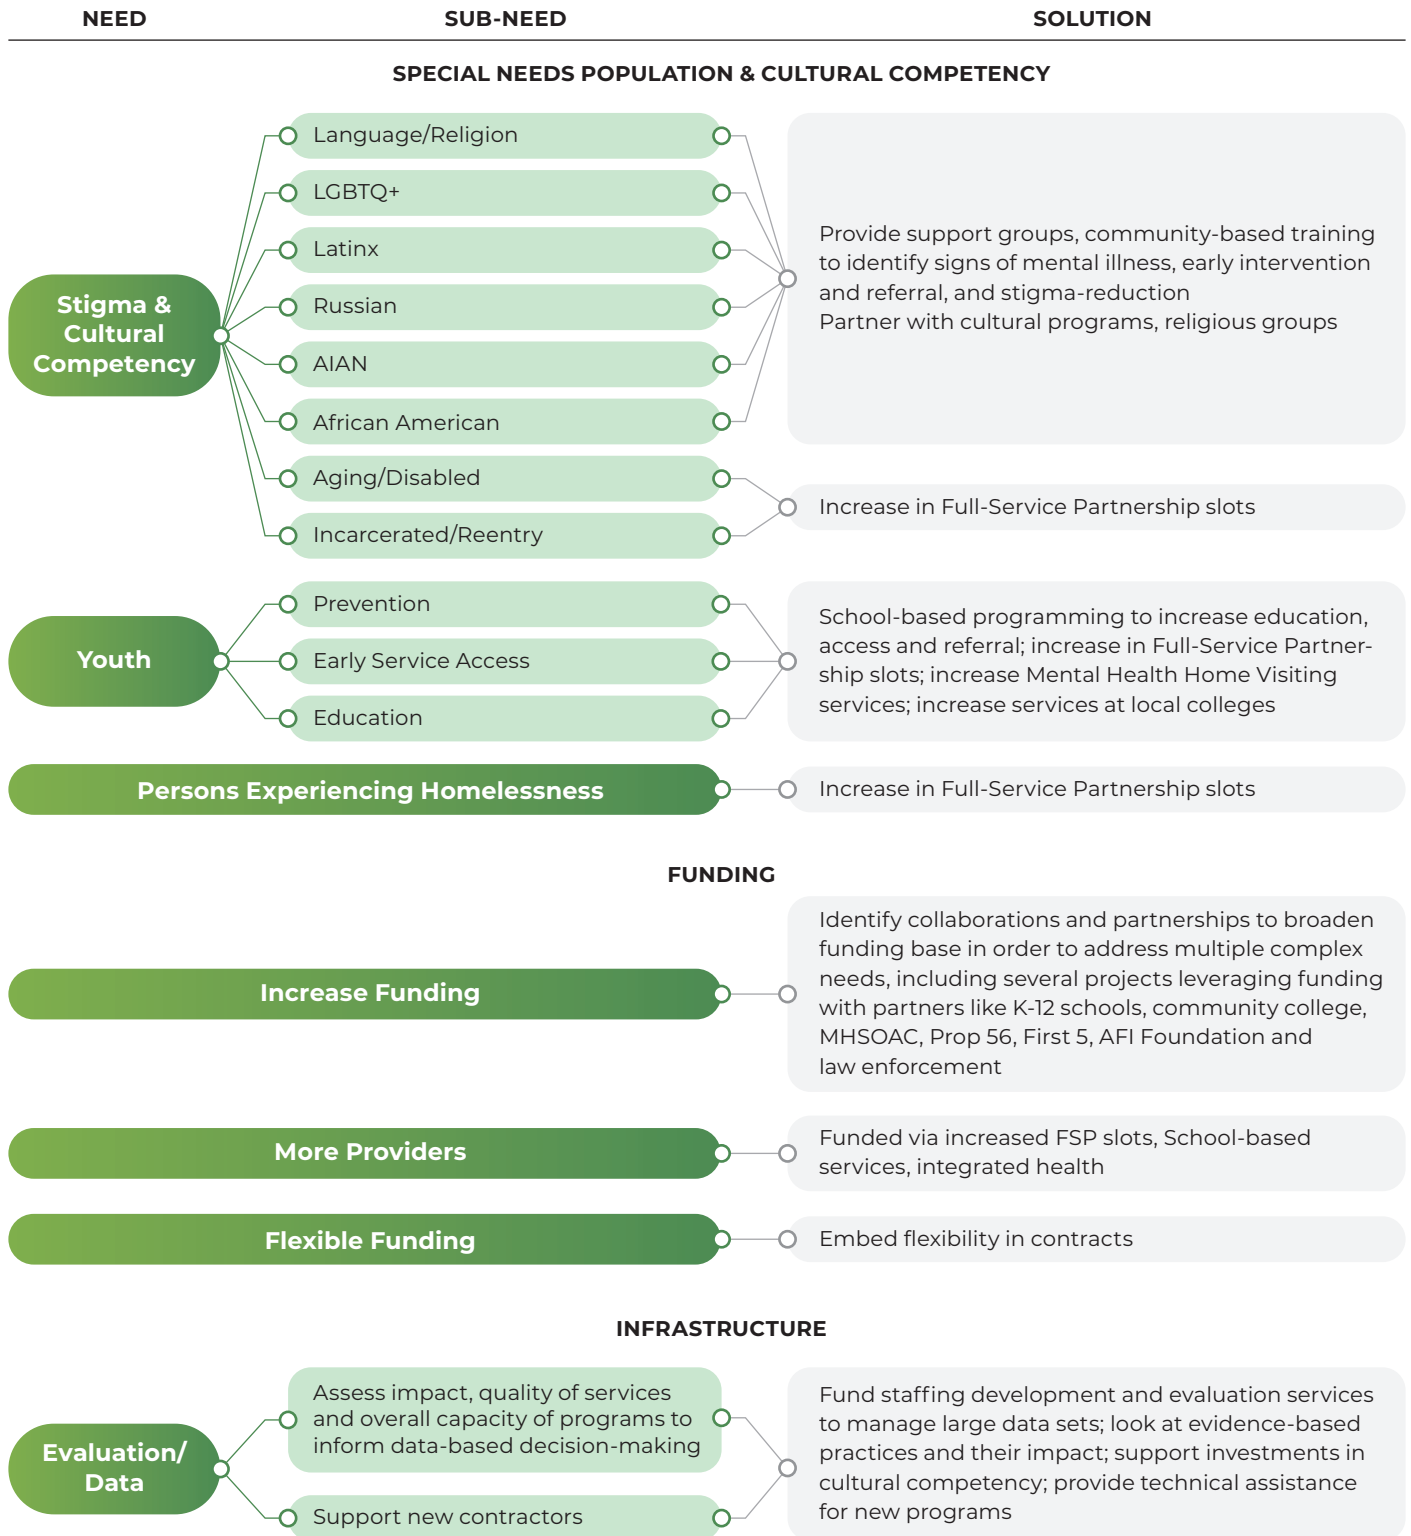 NEED SUB-NEED SOLUTION
SPECIAL NEEDS POPULATION & CULTURAL COMPETENCY
Stigma &
Cultural
Competency
Language/Religion
LGBTQ+
Latinx
Russian
AIAN
African American
Aging/Disabled
Incarcerated/Reentry
Provide support groups, community-based training
to identify signs of mental illness, early intervention
and referral, and stigma-reduction
Partner with cultural programs, religious groups
Increase in Full-Service Partnership slots
Youth
Prevention
Early Service Access
Education
School-based programming to increase education,
access and referral; increase in Full-Service Partner-
ship slots; increase Mental Health Home Visiting
services; increase services at local colleges
Persons Experiencing Homelessness
Increase in Full-Service Partnership slots
FUNDING
Increase Funding
Identify collaborations and partnerships to broaden
funding base in order to address multiple complex
needs, including several projects leveraging funding
with partners like K-12 schools, community college,
MHSOAC, Prop 56, First 5, AFI Foundation and
law enforcement
More Providers
Funded via increased FSP slots, School-based
services, integrated health
Flexible Funding
Embed flexibility in contracts
INFRASTRUCTURE
Evaluation/
Data
Assess impact, quality of services
and overall capacity of programs to
inform data-based decision-making
Support new contractors
Fund staffing development and evaluation services
to manage large data sets; look at evidence-based
practices and their impact; support investments in
cultural competency; provide technical assistance
for new programs